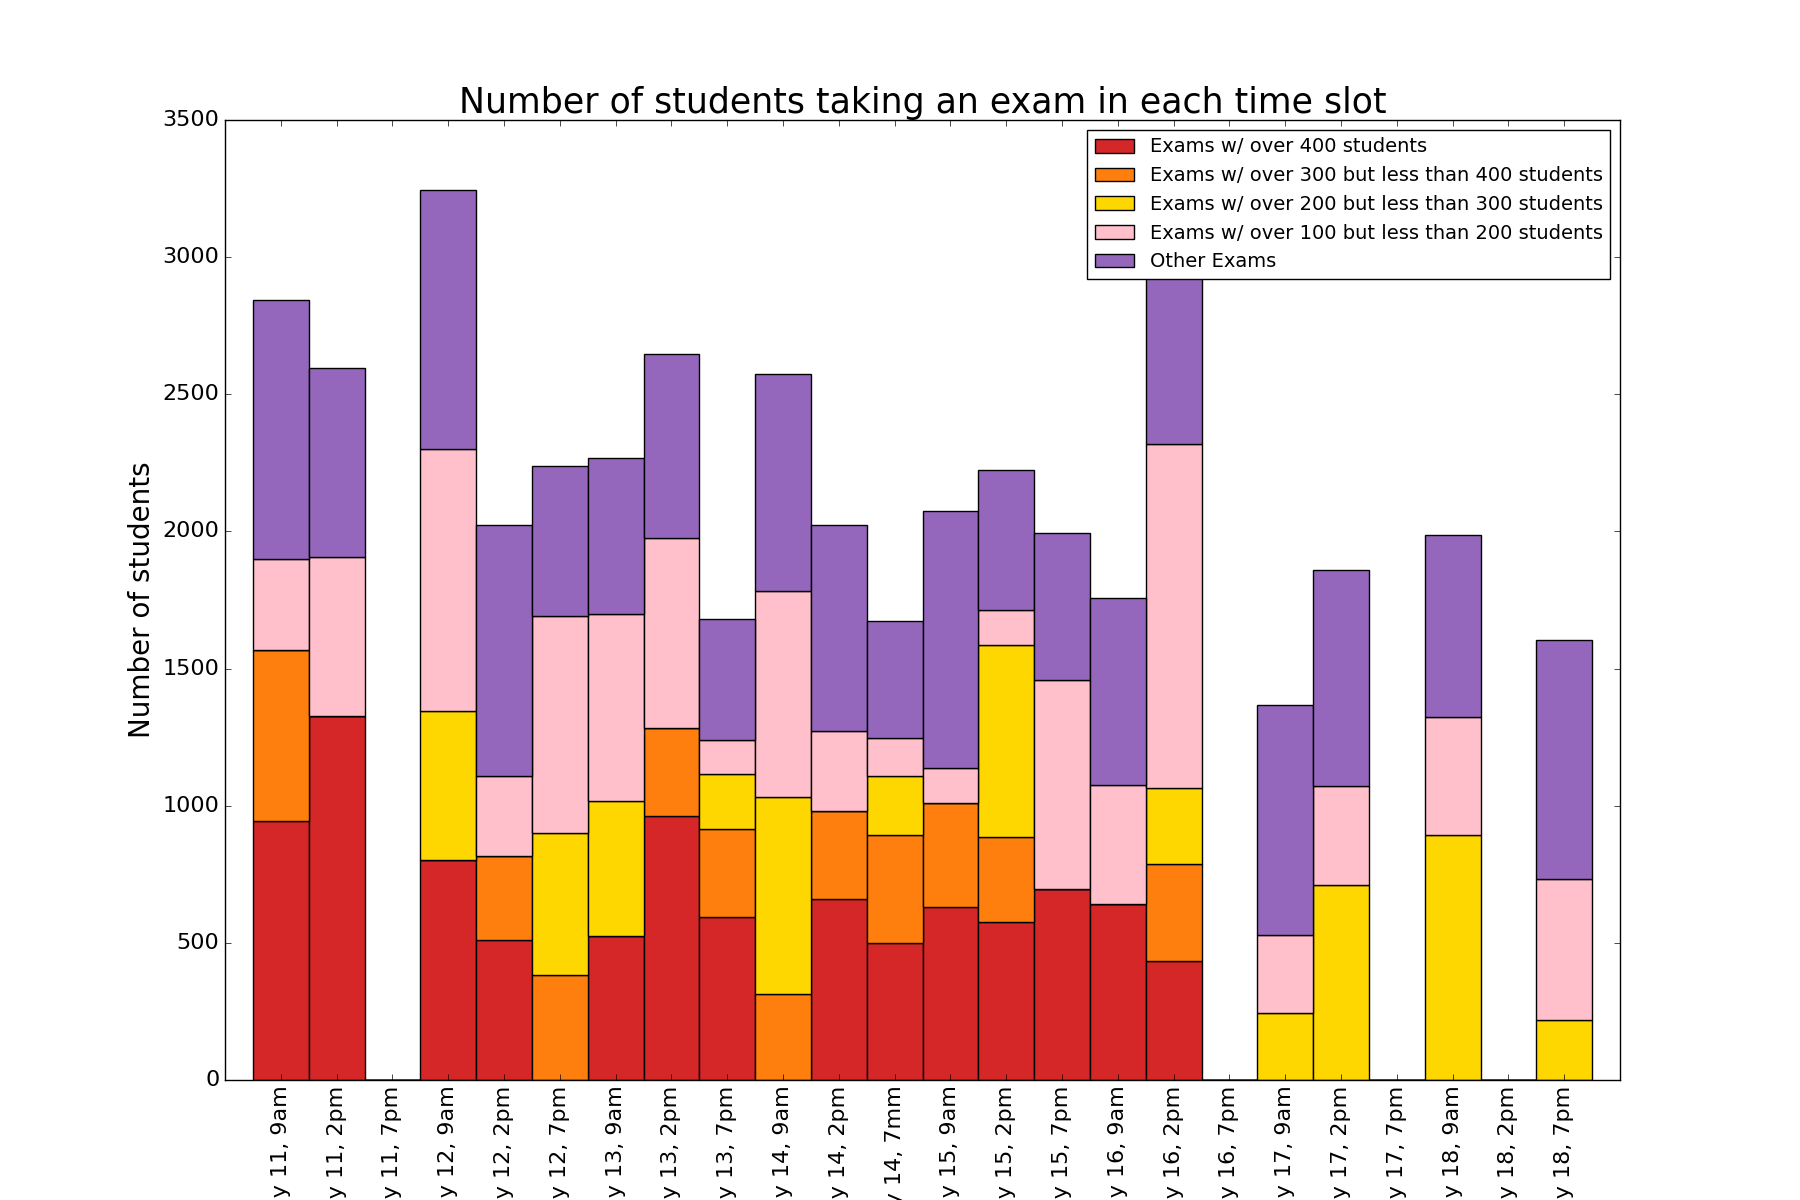 Number of students taking an exam in each time slot
Exams w/ over 400 students
Exams w/ over 300 but less than 400 students
Exams w/ over 200 but less than 300 students
Exams w/ over 100 but less than 200 students
Other Exams
Number of students
3500
3000
2500
2000
1500
1000
500
0
y 11, 9am
y 11, 2pm
y 11, 7pm
y 12, 9am
y 12, 2pm
y 12, 7pm
y 13, 9am
y 13, 2pm
y 13, 7pm
y 14, 9am
y 14, 2pm
y 14, 7mm
y 15, 9am
y 15, 2pm
y 15, 7pm
y 16, 9am
y 16, 2pm
y 16, 7pm
y 17, 9am
y 17, 2pm
y 17, 7pm
y 18, 9am
y 18, 2pm
y 18, 7pm